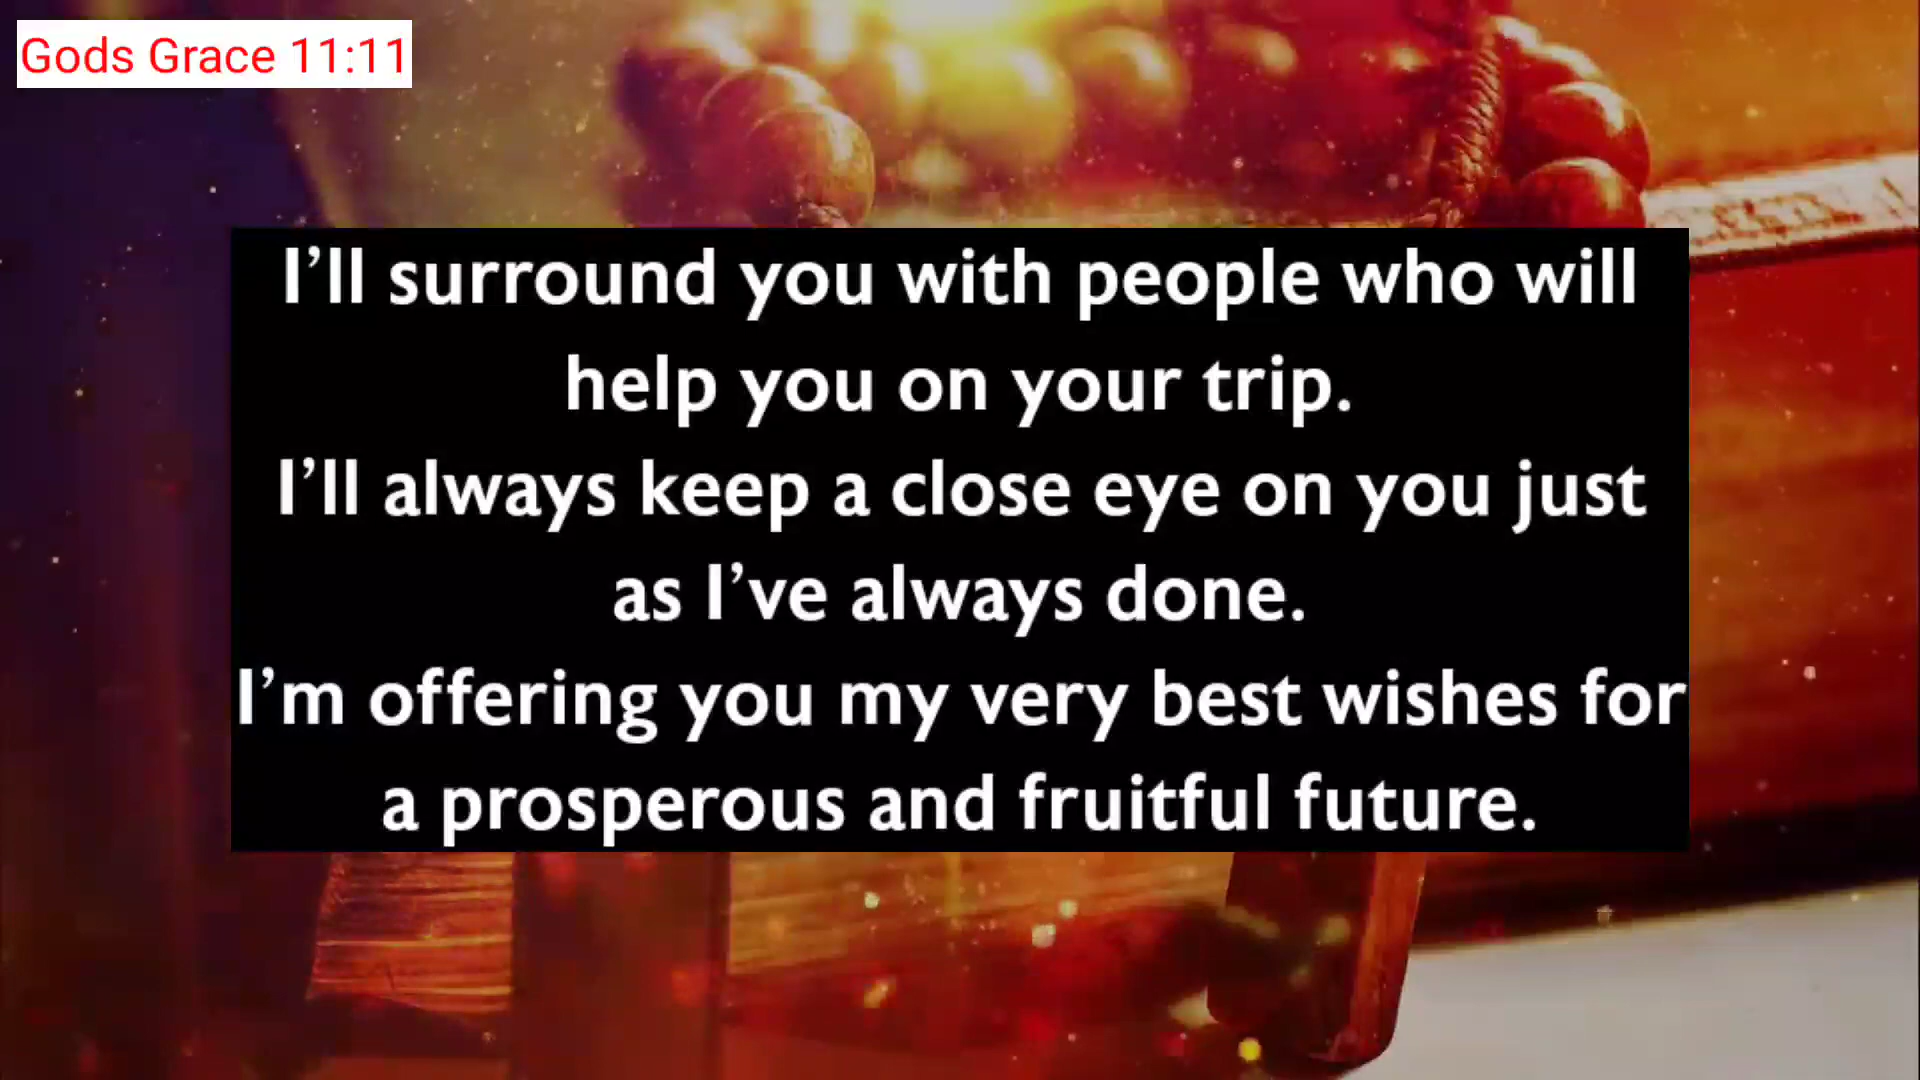 Gods Grace 11:11
I’ll surround you with people who will
help you on your trip.
I’ll always keep a close eye on you just
as I’ve always done.
I’m offering you my very best wishes for
a prosperous and fruitful future.